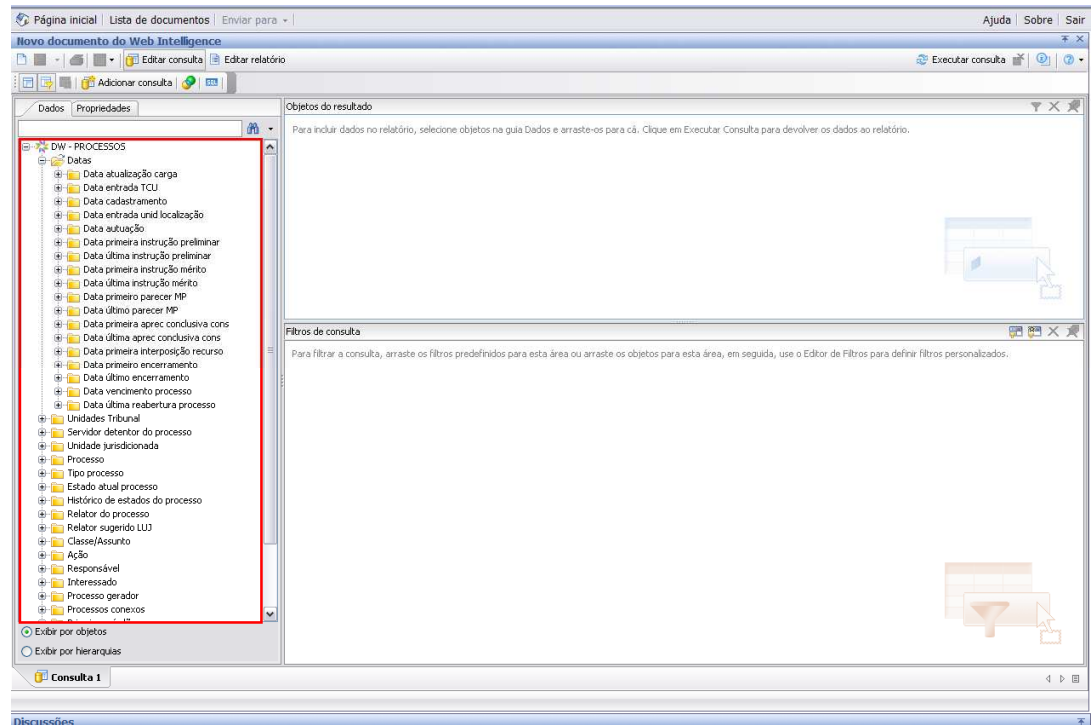 Página inicial Lista de documentos Enviar para Ajuda Sobre Sair
Novo documento do Web Intelligence
Editar consulta Editar relatório Executar consulta
Adicionar consulta SQL
Dados Propriedades
Objetos do resultado
Para incluir dados no relatório, selecione objetos na guia Dados e arraste-os para cá. Clique em Executar Consulta para devolver os dados ao relatório.
DW - PROCESSOS
Datas
Data atualização carga
Data entrada TCU
Data cadastramento
Data entrada unid localização
Data autuação
Data primeira instrução preliminar
Data última instrução preliminar
Data primeira instrução mérito
Data última instrução mérito
Data primeiro parecer MP
Data último parecer MP
Data primeira aprec conclusiva cons
Data última aprec conclusiva cons
Data primeira interposição recurso
Data primeiro encerramento
Data último encerramento
Data vencimento processo
Data última reabertura processo
Unidades Tribunal
Servidor detentor do processo
Unidade jurisdicionada
Processo
Tipo processo
Estado atual processo
Histórico de estados do processo
Relator do processo
Relator sugerido LUJ
Classe/Assunto
Ação
Responsável
Interessado
Processo gerador
Processos conexos
Exibir por objetos
Exibir por hierarquias
Filtros de consulta
Para filtrar a consulta, arraste os filtros predefinidos para esta área ou arraste os objetos para esta área, em seguida, use o Editor de Filtros para definir filtros personalizados.
Consulta 1
Discussões